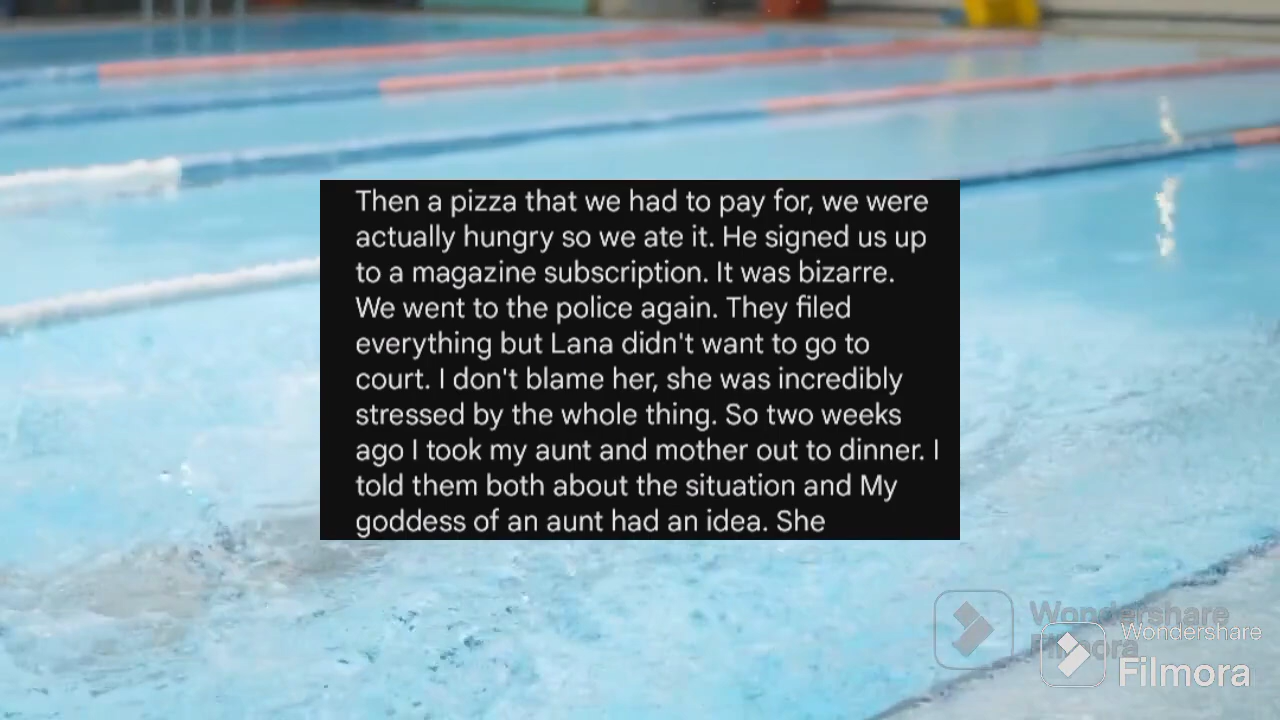 Then a pizza that we had to pay for, we were
actually hungry so we ate it. He signed us up
to a magazine subscription. It was bizarre.
We went to the police again. They filed
everything but Lana didn't want to go to
court. I don't blame her, she was incredibly
stressed by the whole thing. So two weeks
ago I took my aunt and mother out to dinner. I
told them both about the situation and My
goddess of an aunt had an idea. She
Wondershare
Filmora
Wondershare
Filmora